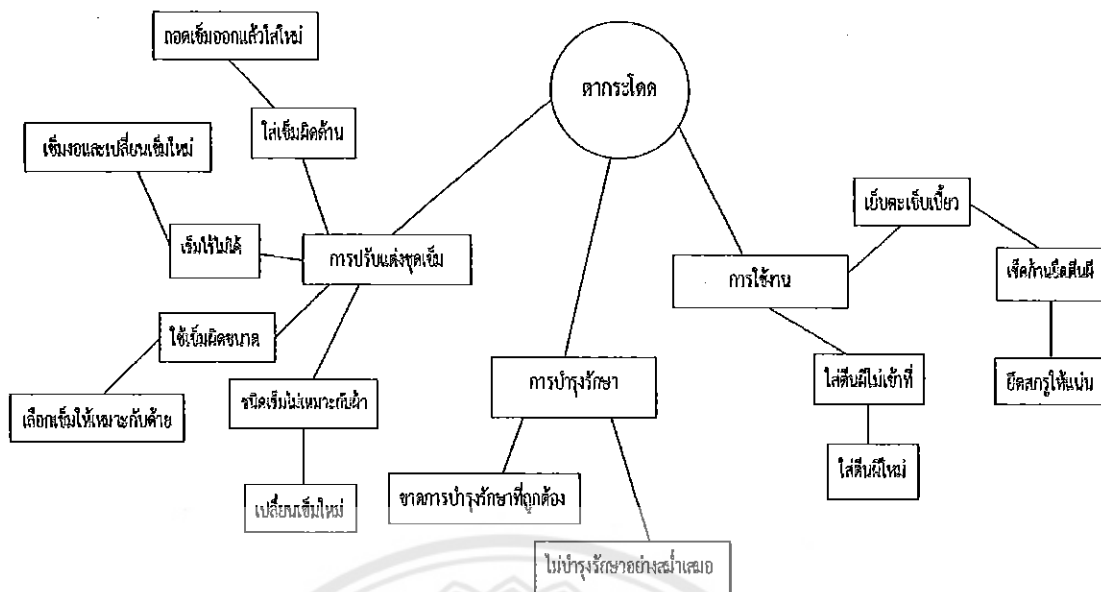 ถอดเข็มออกแล้วใส่ใหม่
ตากระโดด
ใส่เข็มผิดด้าน
เข็มงอและเปลี่ยนเข็มใหม่
เย็บตะเข็บเบี้ยว
เข็มใช้ไม่ได้
การปรับแต่งชุดเข็ม
การใช้งาน
เช็คก้านยึดตีนผี
ใช้เข็มผิดขนาด
การบำรุงรักษา
ใส่ตีนผีไม่เข้าที่
ยึดสกรูให้แน่น
เลือกเข็มให้เหมาะกับด้าย
ชนิดเข็มไม่เหมาะกับผ้า
ใส่ตีนผีใหม่
เปลี่ยนเข็มใหม่
ขาดการบำรุงรักษาที่ถูกต้อง
ไม่บำรุงรักษาอย่างสม่ำเสมอ